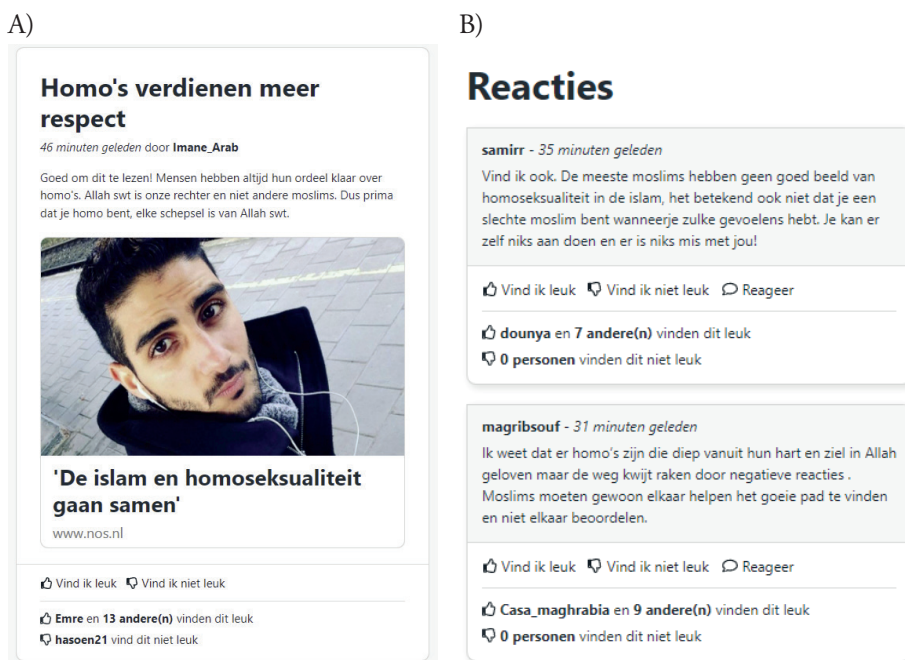 A)
Homo's verdienen meer
respect
46 minuten geleden door Imane_Arab
Goed om dit te lezen! Mensen hebben altijd hun ordeel klaar over
homo's. Allah swt is onze rechter en niet andere moslims. Dus prima
dat je homo bent, elke schepsel is van Allah swt.
'De islam en homoseksualiteit
gaan samen'
www.nos.nl
Vind ik leuk Vind ik niet leuk
Emre en 13 andere(n) vinden dit leuk
hasoen21 vind dit niet leuk
B)
Reacties
samirr - 35 minuten geleden
Vind ik ook. De meeste moslims hebben geen goed beeld van
homoseksualiteit in de islam, het betekend ook niet dat je een
slechte moslim bent wanneerje zulke gevoelens hebt. Je kan er
zelf niks aan doen en er is niks mis met jou!
Vind ik leuk Vind ik niet leuk Reageer
dounya en 7 andere(n) vinden dit leuk
0 personen vinden dit niet leuk
magribsouf - 31 minuten geleden
Ik weet dat er homo's zijn die diep vanuit hun hart en ziel in Allah
geloven maar de weg kwijt raken door negatieve reacties .
Moslims moeten gewoon elkaar helpen het goeie pad te vinden
en niet elkaar beoordelen.
Vind ik leuk Vind ik niet leuk Reageer
Casa_maghrabia en 9 andere(n) vinden dit leuk
0 personen vinden dit niet leuk